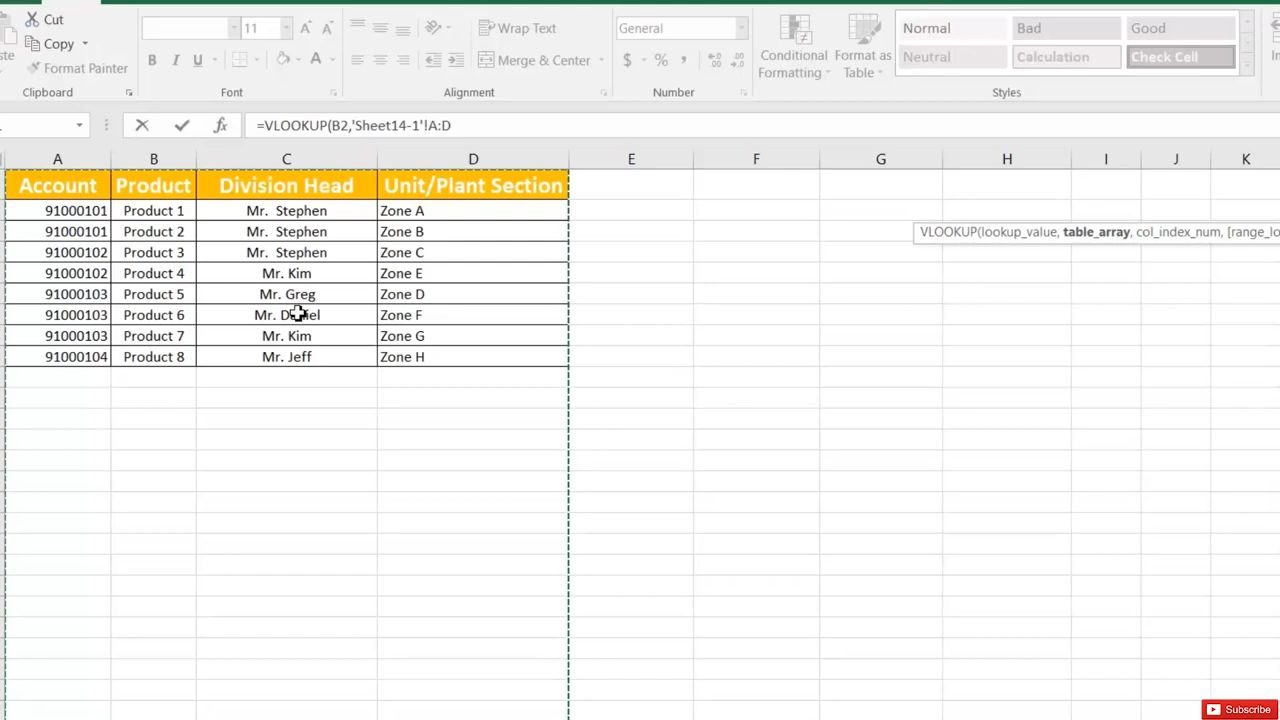 Cut
Copy
Format Painter
Clipboard
11
B I U
Font
Wrap Text
Merge & Center
Alignment
General
$ % ,
Number
Conditional Formatting
Format as Table
Normal Bad Good
Neutral Calculation Check Cell
Styles
=VLOOKUP(B2,'Sheet14-1'!A:D
A B C D E F G H I J K
Account Product Division Head Unit/Plant Section
91000101 Product 1 Mr. Stephen Zone A
91000101 Product 2 Mr. Stephen Zone B
VLOOKUP(lookup_value, table_array, col_index_num, [range_lo
91000102 Product 3 Mr. Stephen Zone C
91000102 Product 4 Mr. Kim Zone E
91000103 Product 5 Mr. Greg Zone D
91000103 Product 6 Mr. Zone F
91000103 Product 7 Mr. Kim Zone G
91000104 Product 8 Mr. Jeff Zone H
Subscribe